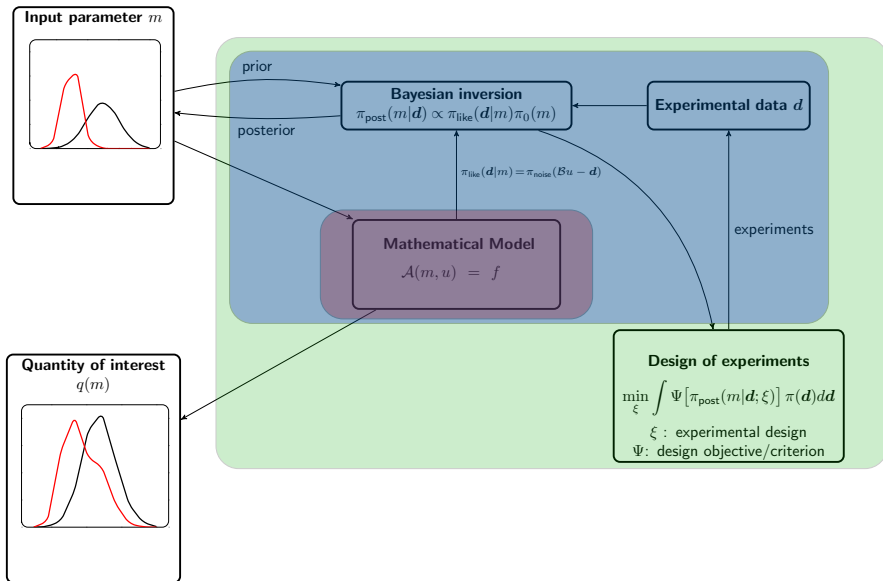 Input parameter m
prior
posterior
Bayesian inversion
π_post(m|d) ∝ π_like(d|m)π_0(m)
Experimental data d
π_like(d|m) = π_noise(ℬu − d)
experiments
Mathematical Model
𝒜(m, u) = f
Quantity of interest
q(m)
Design of experiments
min_ξ ∫ Ψ[π_post(m|d; ξ)] π(d)dd
ξ : experimental design
Ψ: design objective/criterion